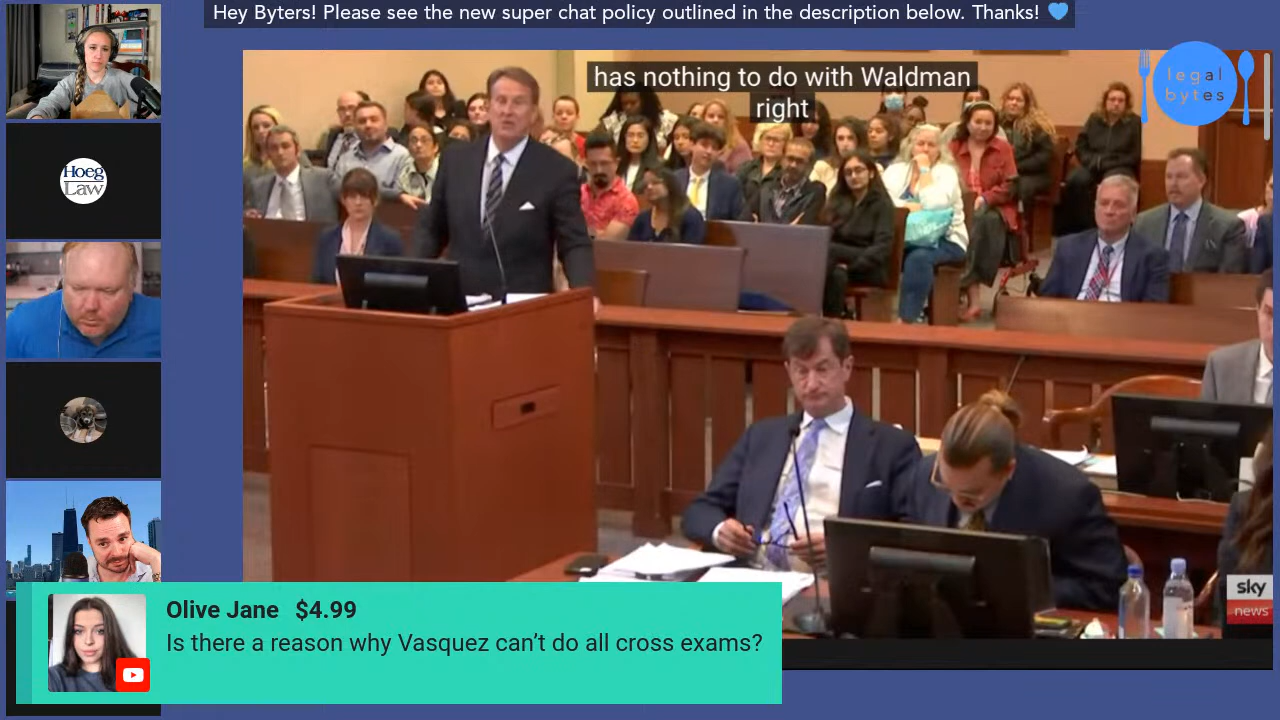 Hey Byters! Please see the new super chat policy outlined in the description below. Thanks! 💙
legal
bytes
has nothing to do with Waldman
right
Hoeg
Law
sky
news
Olive Jane $4.99
Is there a reason why Vasquez can’t do all cross exams?